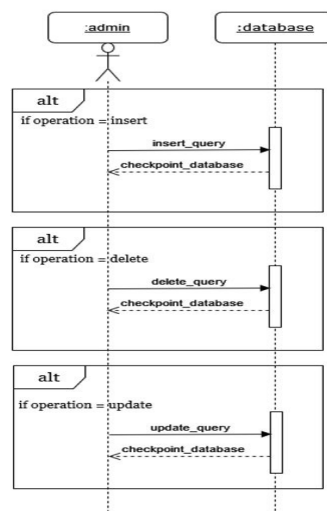 :admin
:database
alt
if operation = insert
insert_query
checkpoint_database
alt
if operation = delete
delete_query
checkpoint_database
alt
if operation = update
update_query
checkpoint_database